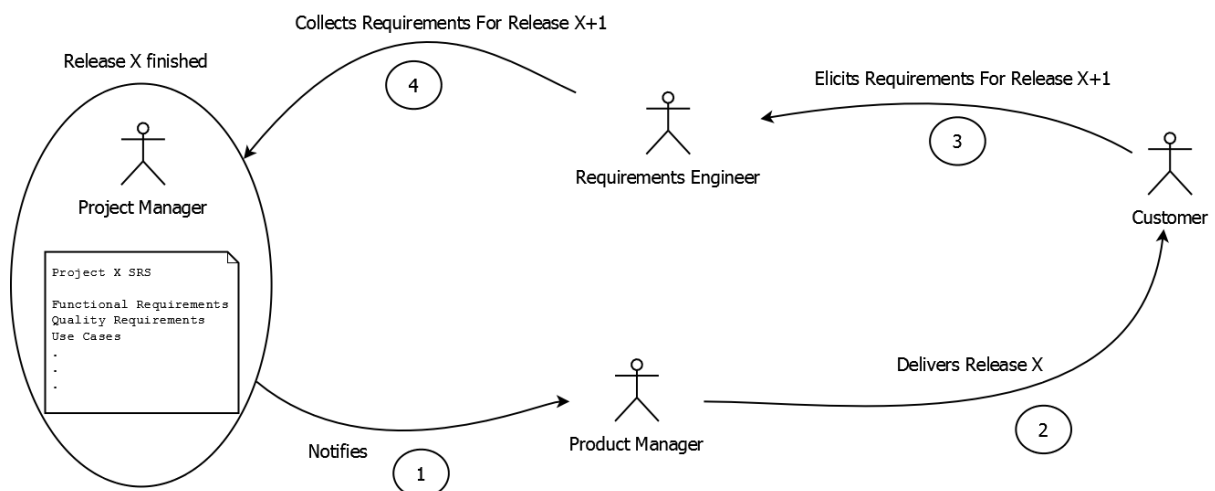 Collects Requirements For Release X+1
Release X finished
4
Elicits Requirements For Release X+1
3
Project Manager
Requirements Engineer
Customer
Project X SRS
Functional Requirements
Quality Requirements
Use Cases
.
.
.
Delivers Release X
2
Product Manager
Notifies
1